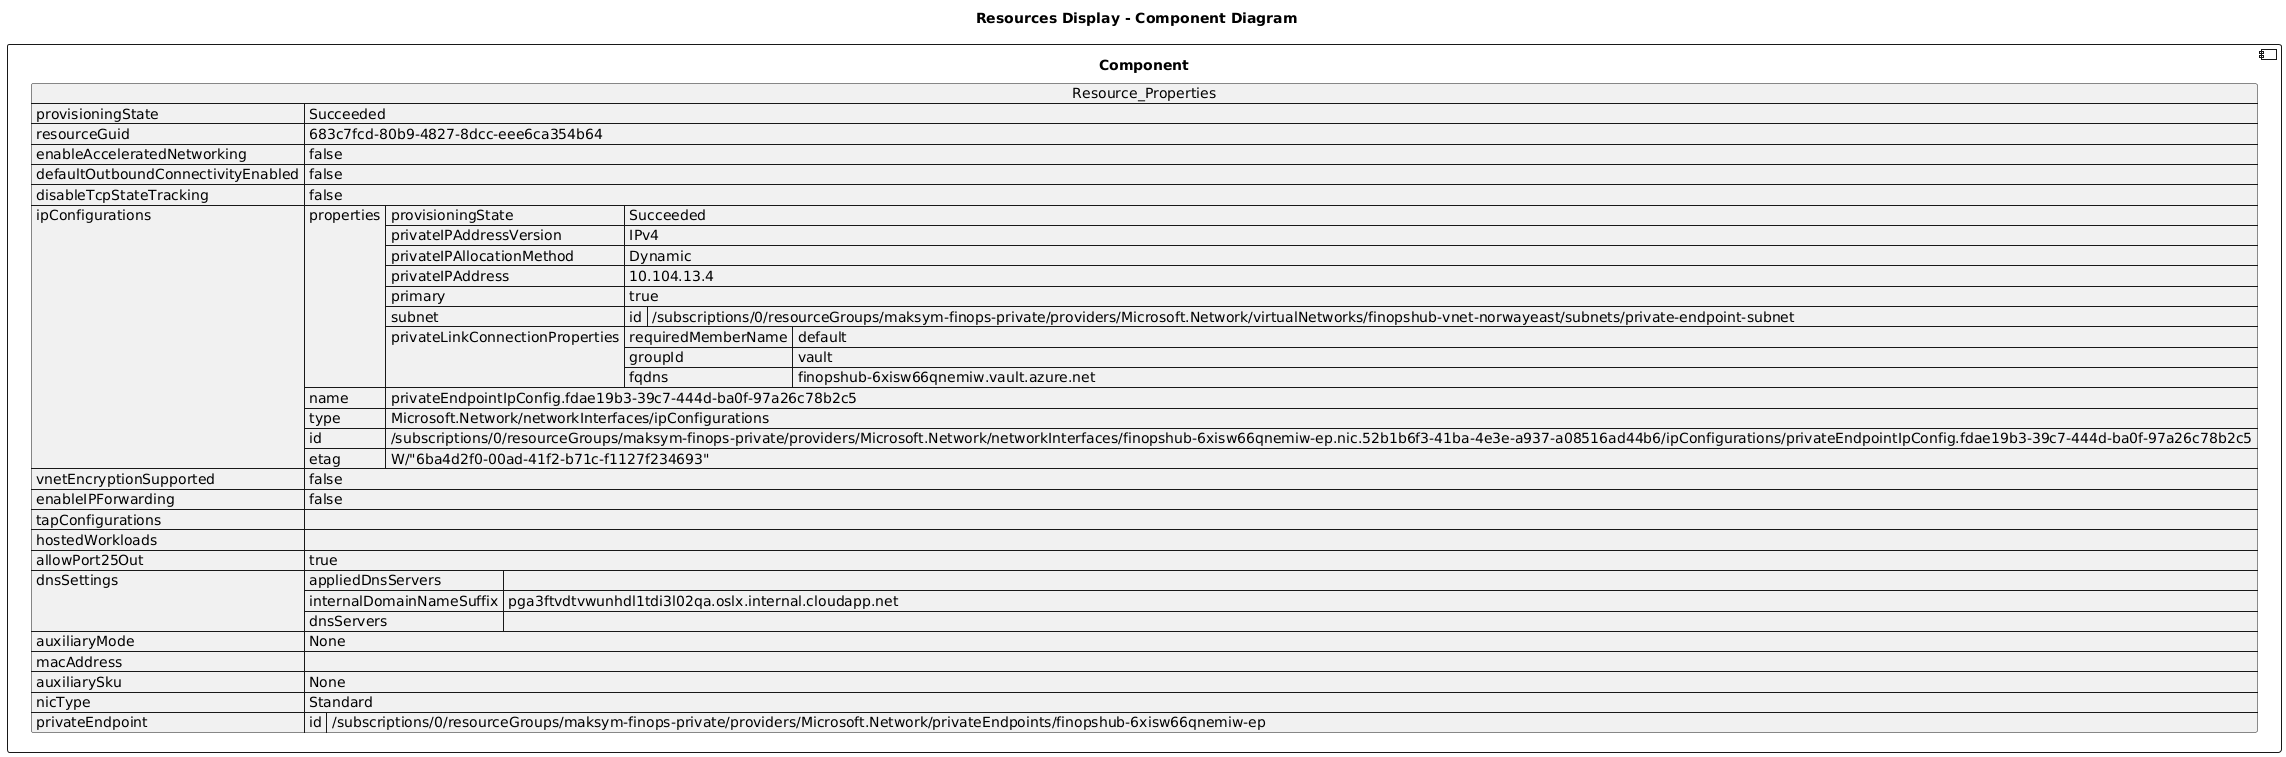 Resources Display - Component Diagram
Component
Resource_Properties
provisioningState Succeeded
resourceGuid 683c7fcd-80b9-4827-8dcc-eee6ca354b64
enableAcceleratedNetworking false
defaultOutboundConnectivityEnabled false
disableTcpStateTracking false
ipConfigurations properties provisioningState Succeeded
privateIPAddressVersion IPv4
privateIPAllocationMethod Dynamic
privateIPAddress 10.104.13.4
primary true
subnet id /subscriptions/0/resourceGroups/maksym-finops-private/providers/Microsoft.Network/virtualNetworks/finopshub-vnet-norwayeast/subnets/private-endpoint-subnet
privateLinkConnectionProperties requiredMemberName default
groupId vault
fqdns finopshub-6xisw66qnemiw.vault.azure.net
name privateEndpointIpConfig.fdae19b3-39c7-444d-ba0f-97a26c78b2c5
type Microsoft.Network/networkInterfaces/ipConfigurations
id /subscriptions/0/resourceGroups/maksym-finops-private/providers/Microsoft.Network/networkInterfaces/finopshub-6xisw66qnemiw-ep.nic.52b1b6f3-41ba-4e3e-a937-a08516ad44b6/ipConfigurations/privateEndpointIpConfig.fdae19b3-39c7-444d-ba0f-97a26c78b2c5
etag W/"6ba4d2f0-00ad-41f2-b71c-f1127f234693"
vnetEncryptionSupported false
enableIPForwarding false
tapConfigurations
hostedWorkloads
allowPort25Out true
dnsSettings appliedDnsServers
internalDomainNameSuffix pga3ftvdtvwunhdl1tdi3l02qa.oslx.internal.cloudapp.net
dnsServers
auxiliaryMode None
macAddress
auxiliarySku None
nicType Standard
privateEndpoint id /subscriptions/0/resourceGroups/maksym-finops-private/providers/Microsoft.Network/privateEndpoints/finopshub-6xisw66qnemiw-ep